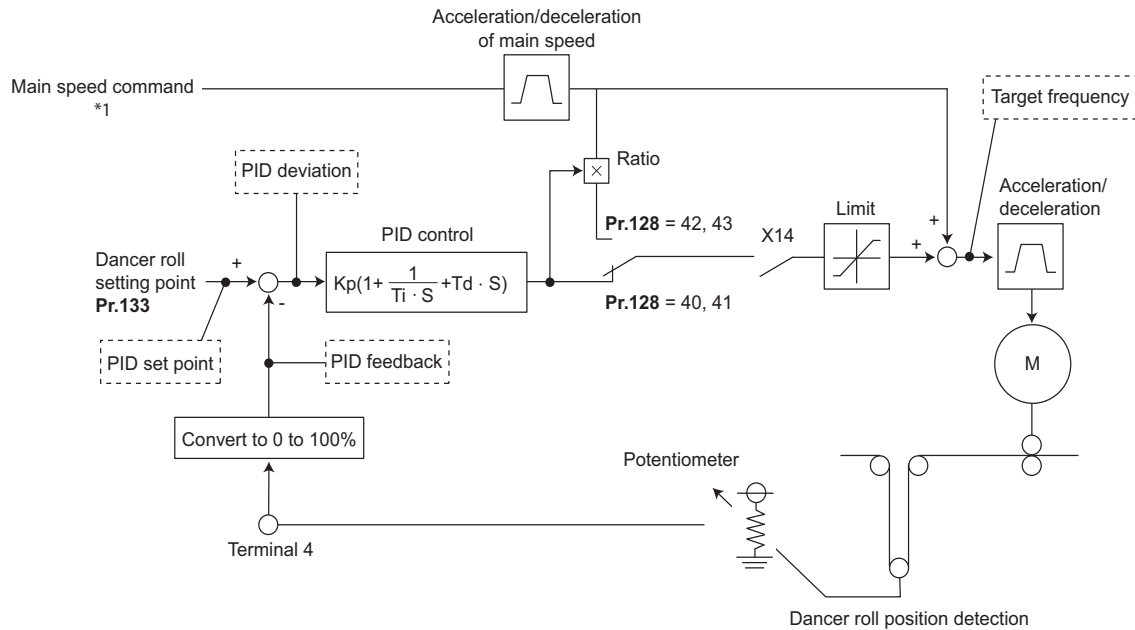 Acceleration/deceleration
of main speed
Main speed command
*1
Target frequency
PID deviation
×
Ratio
Acceleration/
deceleration
Pr.128 = 42, 43
Limit
X14
PID control
+
+
Dancer roll
setting point
Pr.133
+
-
Kp(1+ 1/(Ti · S) +Td · S)
Pr.128 = 40, 41
PID set point
PID feedback
M
Convert to 0 to 100%
Potentiometer
Terminal 4
Dancer roll position detection